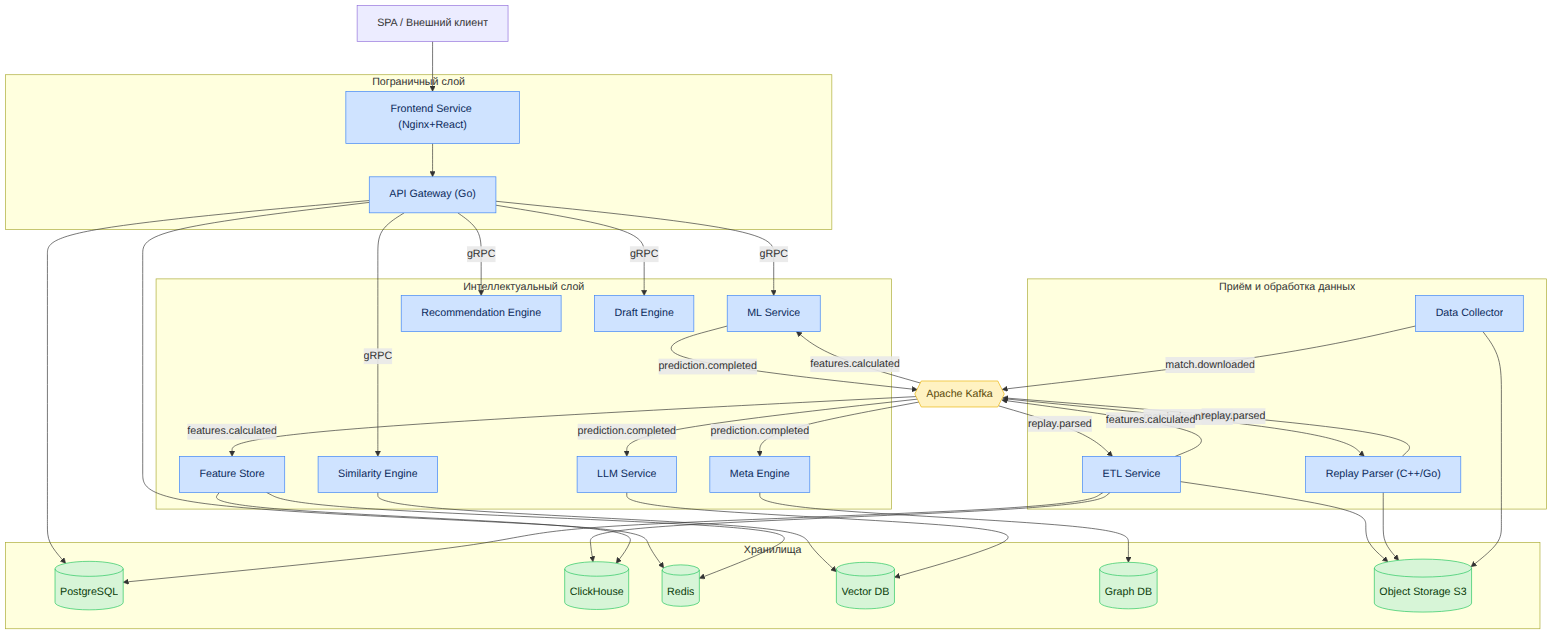 SPA / Внешний клиент
Пограничный слой
Frontend Service
(Nginx+React)
API Gateway (Go)
gRPC
gRPC
gRPC
Интеллектуальный слой
Приём и обработка данных
Recommendation Engine
Draft Engine
ML Service
Data Collector
gRPC
prediction.completed
features.calculated
match.downloaded
Apache Kafka
features.calculated
prediction.completed
prediction.completed
replay.parsed
features.calculated
replay.parsed
Feature Store
Similarity Engine
LLM Service
Meta Engine
ETL Service
Replay Parser (C++/Go)
Хранилища
PostgreSQL
ClickHouse
Redis
Vector DB
Graph DB
Object Storage S3